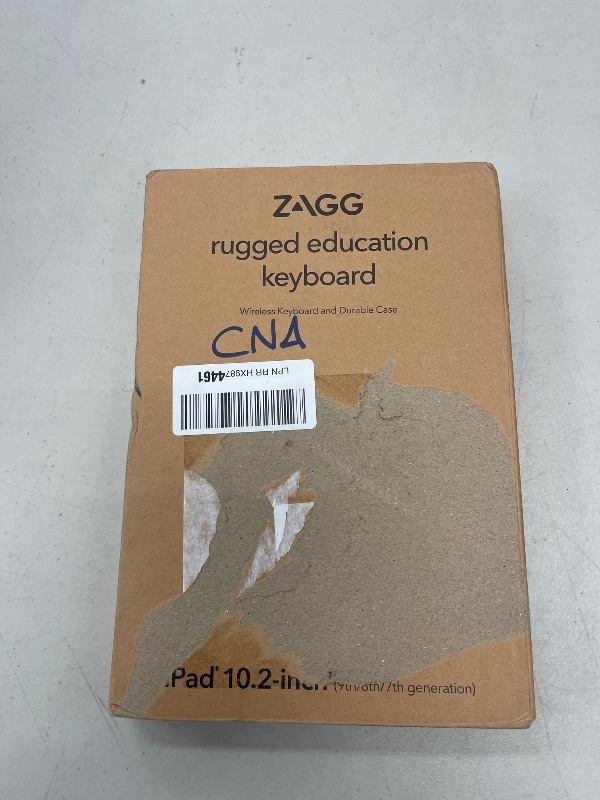 ZAGG
rugged education
keyboard
Wireless Keyboard and Durable Case
CNA
LPN RR HX9874461
iPad® 10.2-inch (9th/8th/7th generation)